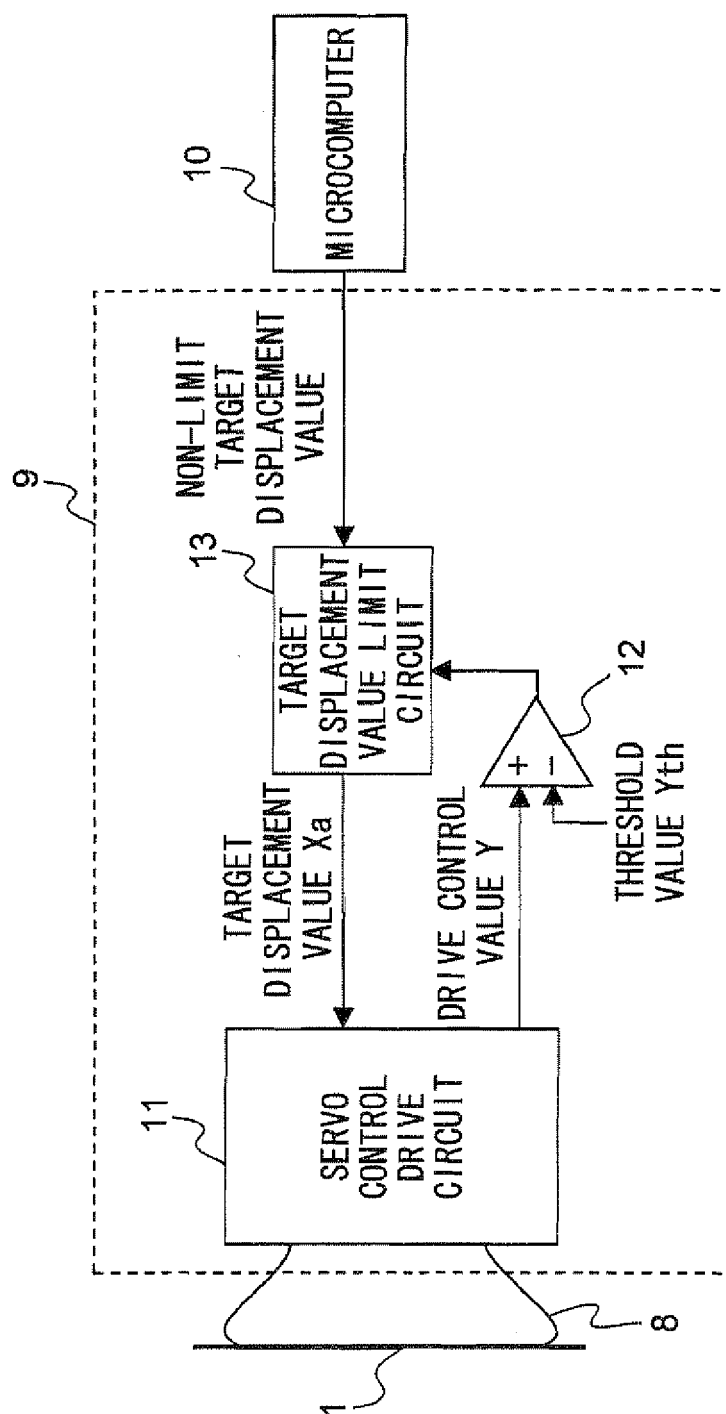 9
10
MICROCOMPUTER
NON-LIMIT
TARGET
DISPLACEMENT
VALUE
13
TARGET
DISPLACEMENT
VALUE LIMIT
CIRCUIT
12
TARGET
DISPLACEMENT
VALUE Xa
DRIVE CONTROL
VALUE Y
+
−
THRESHOLD
VALUE Yth
11
SERVO
CONTROL
DRIVE
CIRCUIT
8
1